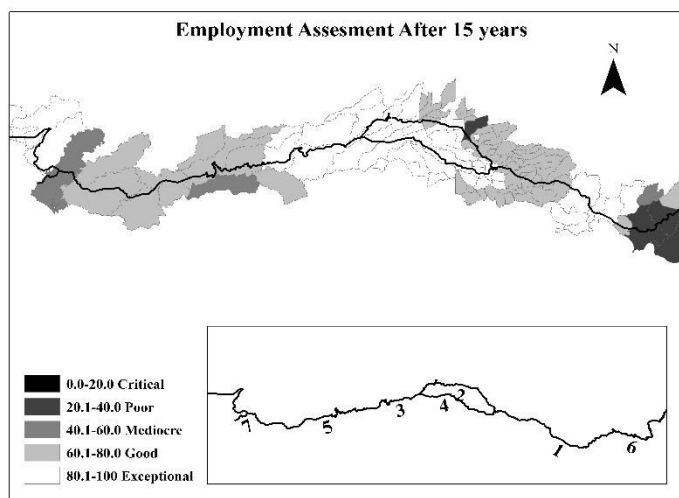 Employment Assesment After 15 years
N
0.0-20.0 Critical
20.1-40.0 Poor
40.1-60.0 Mediocre
60.1-80.0 Good
80.1-100 Exceptional
7
5
3
4
2
1
6